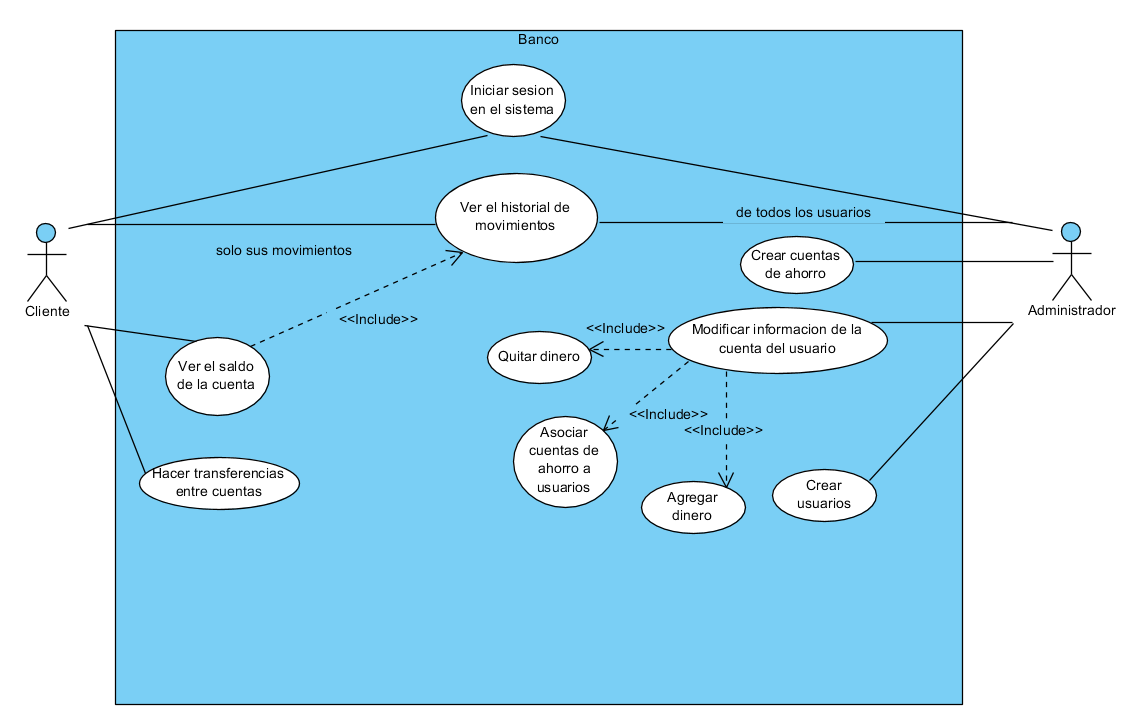 Banco
Iniciar sesion
en el sistema
Ver el historial de
movimientos
de todos los usuarios
solo sus movimientos
Crear cuentas
de ahorro
Cliente
Administrador
<<Include>>
<<Include>>
Modificar informacion de la
cuenta del usuario
Quitar dinero
Ver el saldo
de la cuenta
<<Include>>
<<Include>>
Asociar
cuentas de
ahorro a
usuarios
Hacer transferencias
entre cuentas
Agregar
dinero
Crear
usuarios